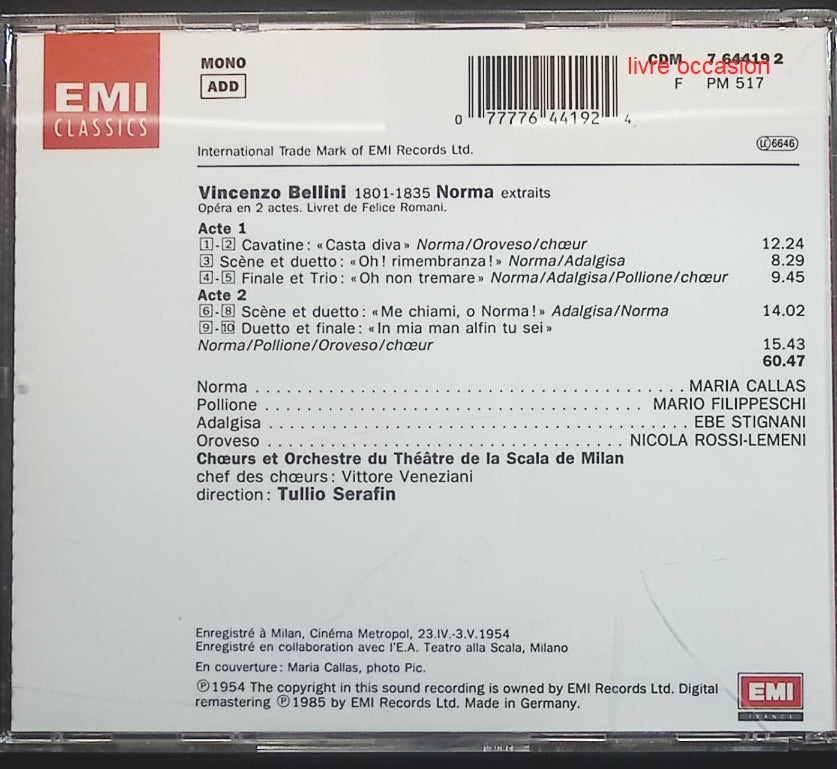 EMI
CLASSICS
MONO
ADD
CDM 7 64419 2
livre occasion
F PM 517
0 77776 44192 4
LC 6646
International Trade Mark of EMI Records Ltd.
Vincenzo Bellini 1801-1835 Norma extraits
Opéra en 2 actes. Livret de Felice Romani.
Acte 1
1-2 Cavatine: «Casta diva» Norma/Oroveso/chœur 12.24
3 Scène et duetto: «Oh! rimembranza!» Norma/Adalgisa 8.29
4-5 Finale et Trio: «Oh non tremare» Norma/Adalgisa/Pollione/chœur 9.45
Acte 2
6-8 Scène et duetto: «Me chiami, o Norma!» Adalgisa/Norma 14.02
9-10 Duetto et finale: «In mia man alfin tu sei»
Norma/Pollione/Oroveso/chœur 15.43
60.47
Norma . . . . . . . . . . . . . . . . . . . . . . . . . . . . . . . . . . . . . . . . . . MARIA CALLAS
Pollione . . . . . . . . . . . . . . . . . . . . . . . . . . . . . . . . . . . . . MARIO FILIPPESCHI
Adalgisa . . . . . . . . . . . . . . . . . . . . . . . . . . . . . . . . . . . . . . . . . EBE STIGNANI
Oroveso . . . . . . . . . . . . . . . . . . . . . . . . . . . . . . . . . . . NICOLA ROSSI-LEMENI
Chœurs et Orchestre du Théâtre de la Scala de Milan
chef des chœurs: Vittore Veneziani
direction: Tullio Serafin
Enregistré à Milan, Cinéma Metropol, 23.IV.-3.V.1954
Enregistré en collaboration avec l'E.A. Teatro alla Scala, Milano
En couverture: Maria Callas, photo Pic.
℗1954 The copyright in this sound recording is owned by EMI Records Ltd. Digital
remastering ℗1985 by EMI Records Ltd. Made in Germany.
EMI
FRANCE